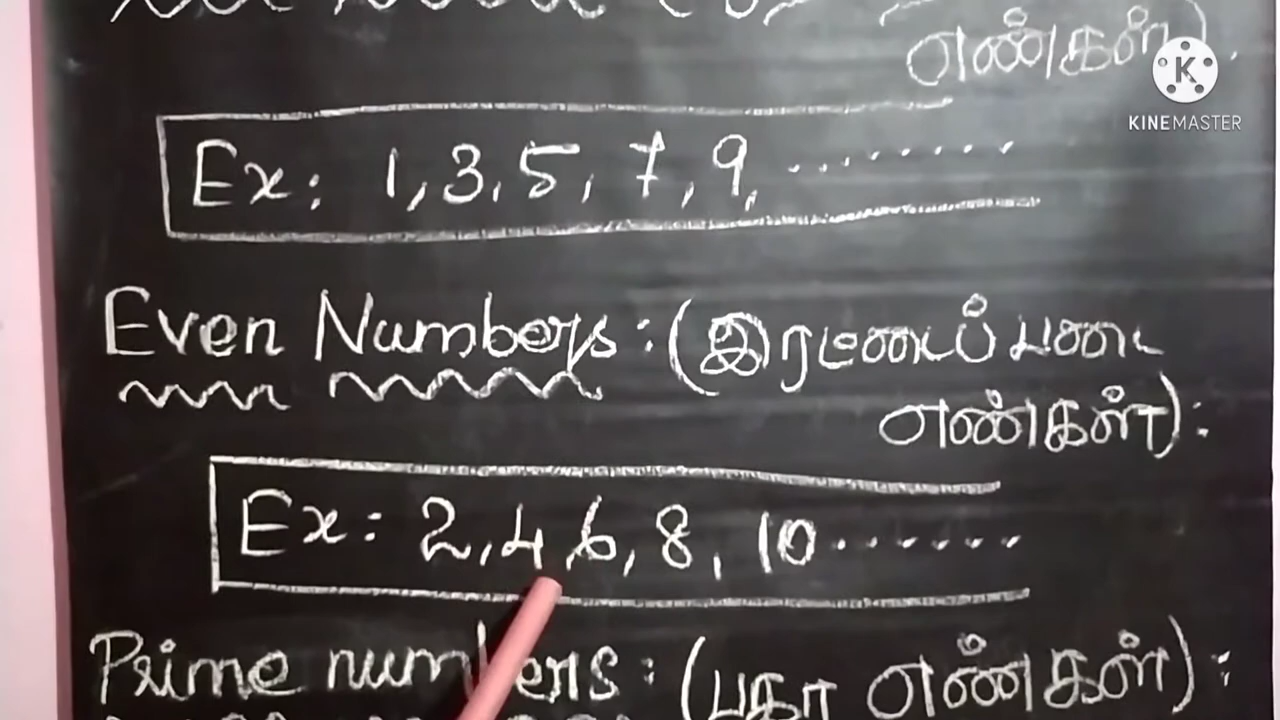 எண்கள்).
KINEMASTER
Ex: 1, 3, 5, 7, 9, ........
Even Numbers: (இரட்டைப் படை
எண்கள்):
Ex: 2, 4, 6, 8, 10 ......
Prime numbers: (பகா எண்கள்):